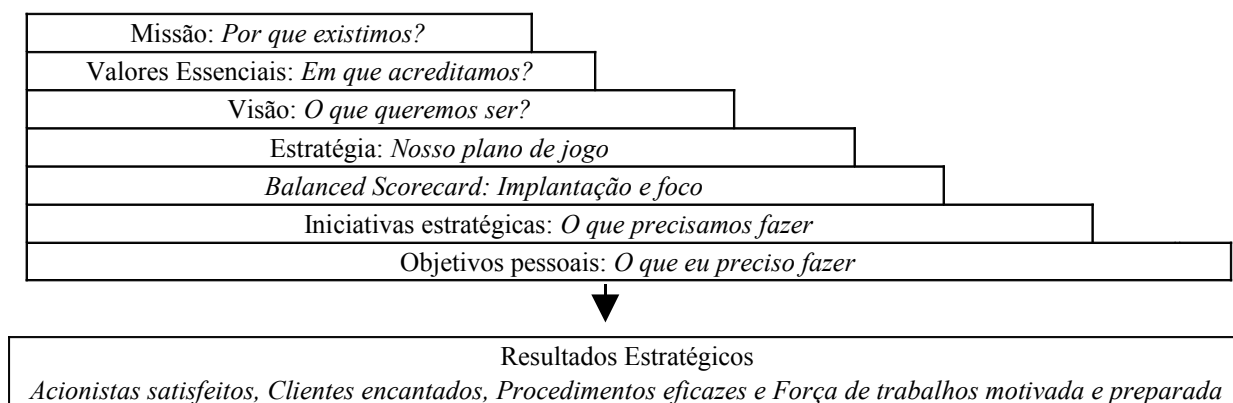 Missão: Por que existimos?
Valores Essenciais: Em que acreditamos?
Visão: O que queremos ser?
Estratégia: Nosso plano de jogo
Balanced Scorecard: Implantação e foco
Iniciativas estratégicas: O que precisamos fazer
Objetivos pessoais: O que eu preciso fazer
Resultados Estratégicos
Acionistas satisfeitos, Clientes encantados, Procedimentos eficazes e Força de trabalhos motivada e preparada